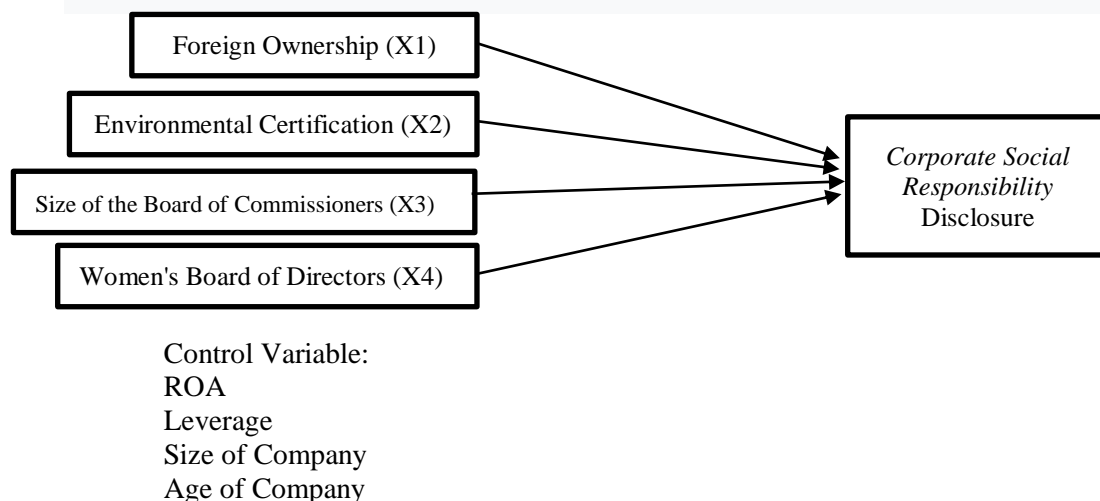 Foreign Ownership (X1)
Environmental Certification (X2)
Size of the Board of Commissioners (X3)
Women's Board of Directors (X4)
Corporate Social
Responsibility
Disclosure
Control Variable:
ROA
Leverage
Size of Company
Age of Company